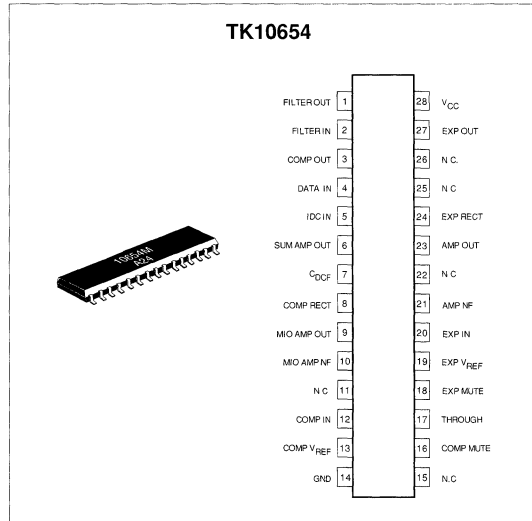 TK10654
FILTER OUT 1
FILTER IN 2
COMP OUT 3
DATA IN 4
IDC IN 5
SUM AMP OUT 6
CDCF 7
COMP RECT 8
MIO AMP OUT 9
MIO AMP NF 10
N C 11
COMP IN 12
COMP VREF 13
GND 14
28 VCC
27 EXP OUT
26 N C.
25 N C
24 EXP RECT
23 AMP OUT
22 N C
21 AMP NF
20 EXP IN
19 EXP VREF
18 EXP MUTE
17 THROUGH
16 COMP MUTE
15 N.C
10654M
A24